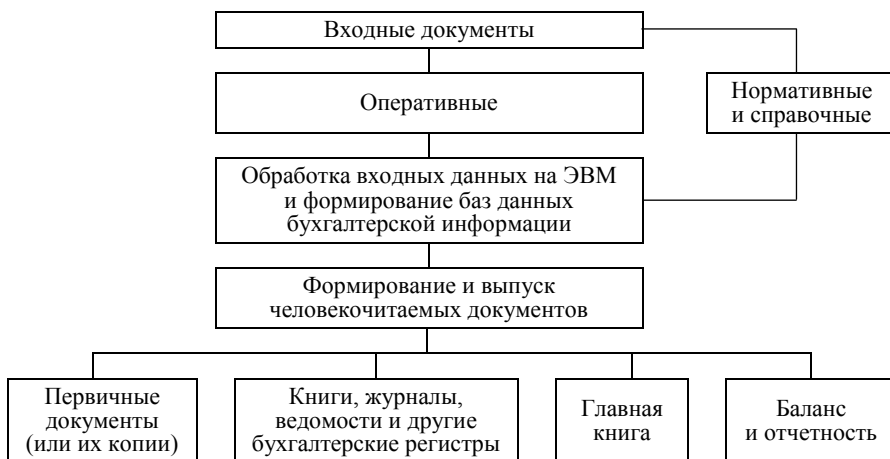 Входные документы
Оперативные
Нормативные
и справочные
Обработка входных данных на ЭВМ
и формирование баз данных
бухгалтерской информации
Формирование и выпуск
человекочитаемых документов
Первичные
документы
(или их копии)
Книги, журналы,
ведомости и другие
бухгалтерские регистры
Главная
книга
Баланс
и отчетность